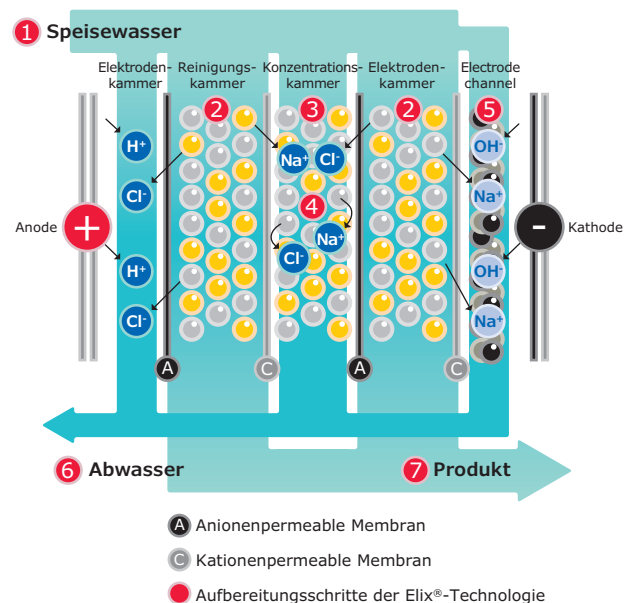 1 Speisewasser
Elektroden-
kammer
Reinigungs-
kammer
Konzentrations-
kammer
Elektroden-
kammer
Electrode
channel
2
3
2
5
H⁺
Na⁺
Cl⁻
OH⁻
Cl⁻
Na⁺
4
Anode
+
Na⁺
-
Kathode
Cl⁻
H⁺
OH⁻
Cl⁻
Na⁺
A
C
A
C
6 Abwasser
7 Produkt
A Anionenpermeable Membran
C Kationenpermeable Membran
Aufbereitungsschritte der Elix®-Technologie